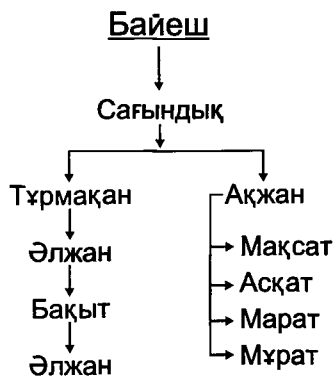 Байеш
Сағындық
Тұрмақан
Әлжан
Бақыт
Әлжан
Ақжан
Мақсат
Асқат
Марат
Мұрат